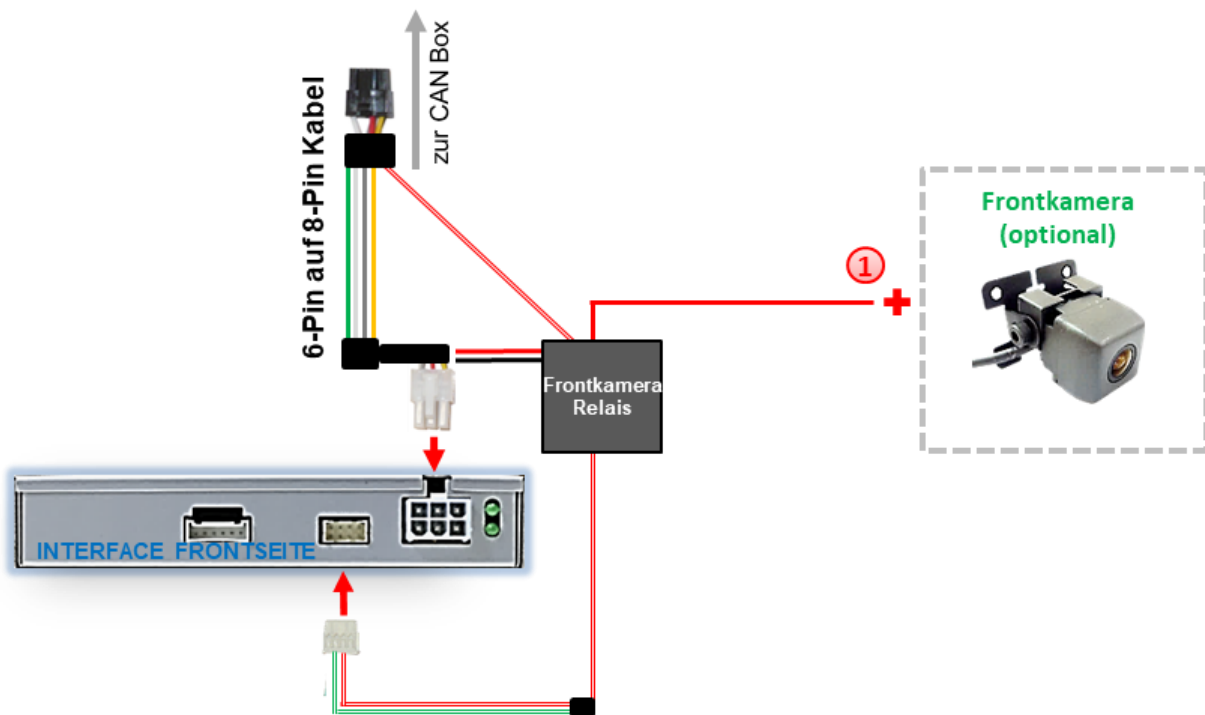 6-Pin auf 8-Pin Kabel
zur CAN Box
Frontkamera
(optional)
1
Frontkamera
Relais
INTERFACE FRONTSEITE